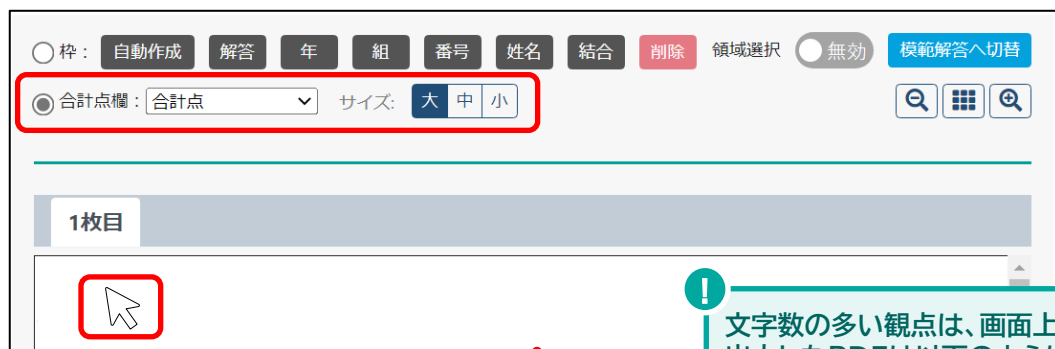 枠： 自動作成 解答 年 組 番号 姓名 結合 削除 領域選択 無効 模範解答へ切替
合計点欄： 合計点 サイズ: 大 中 小
1枚目
!
文字数の多い観点は、画面上